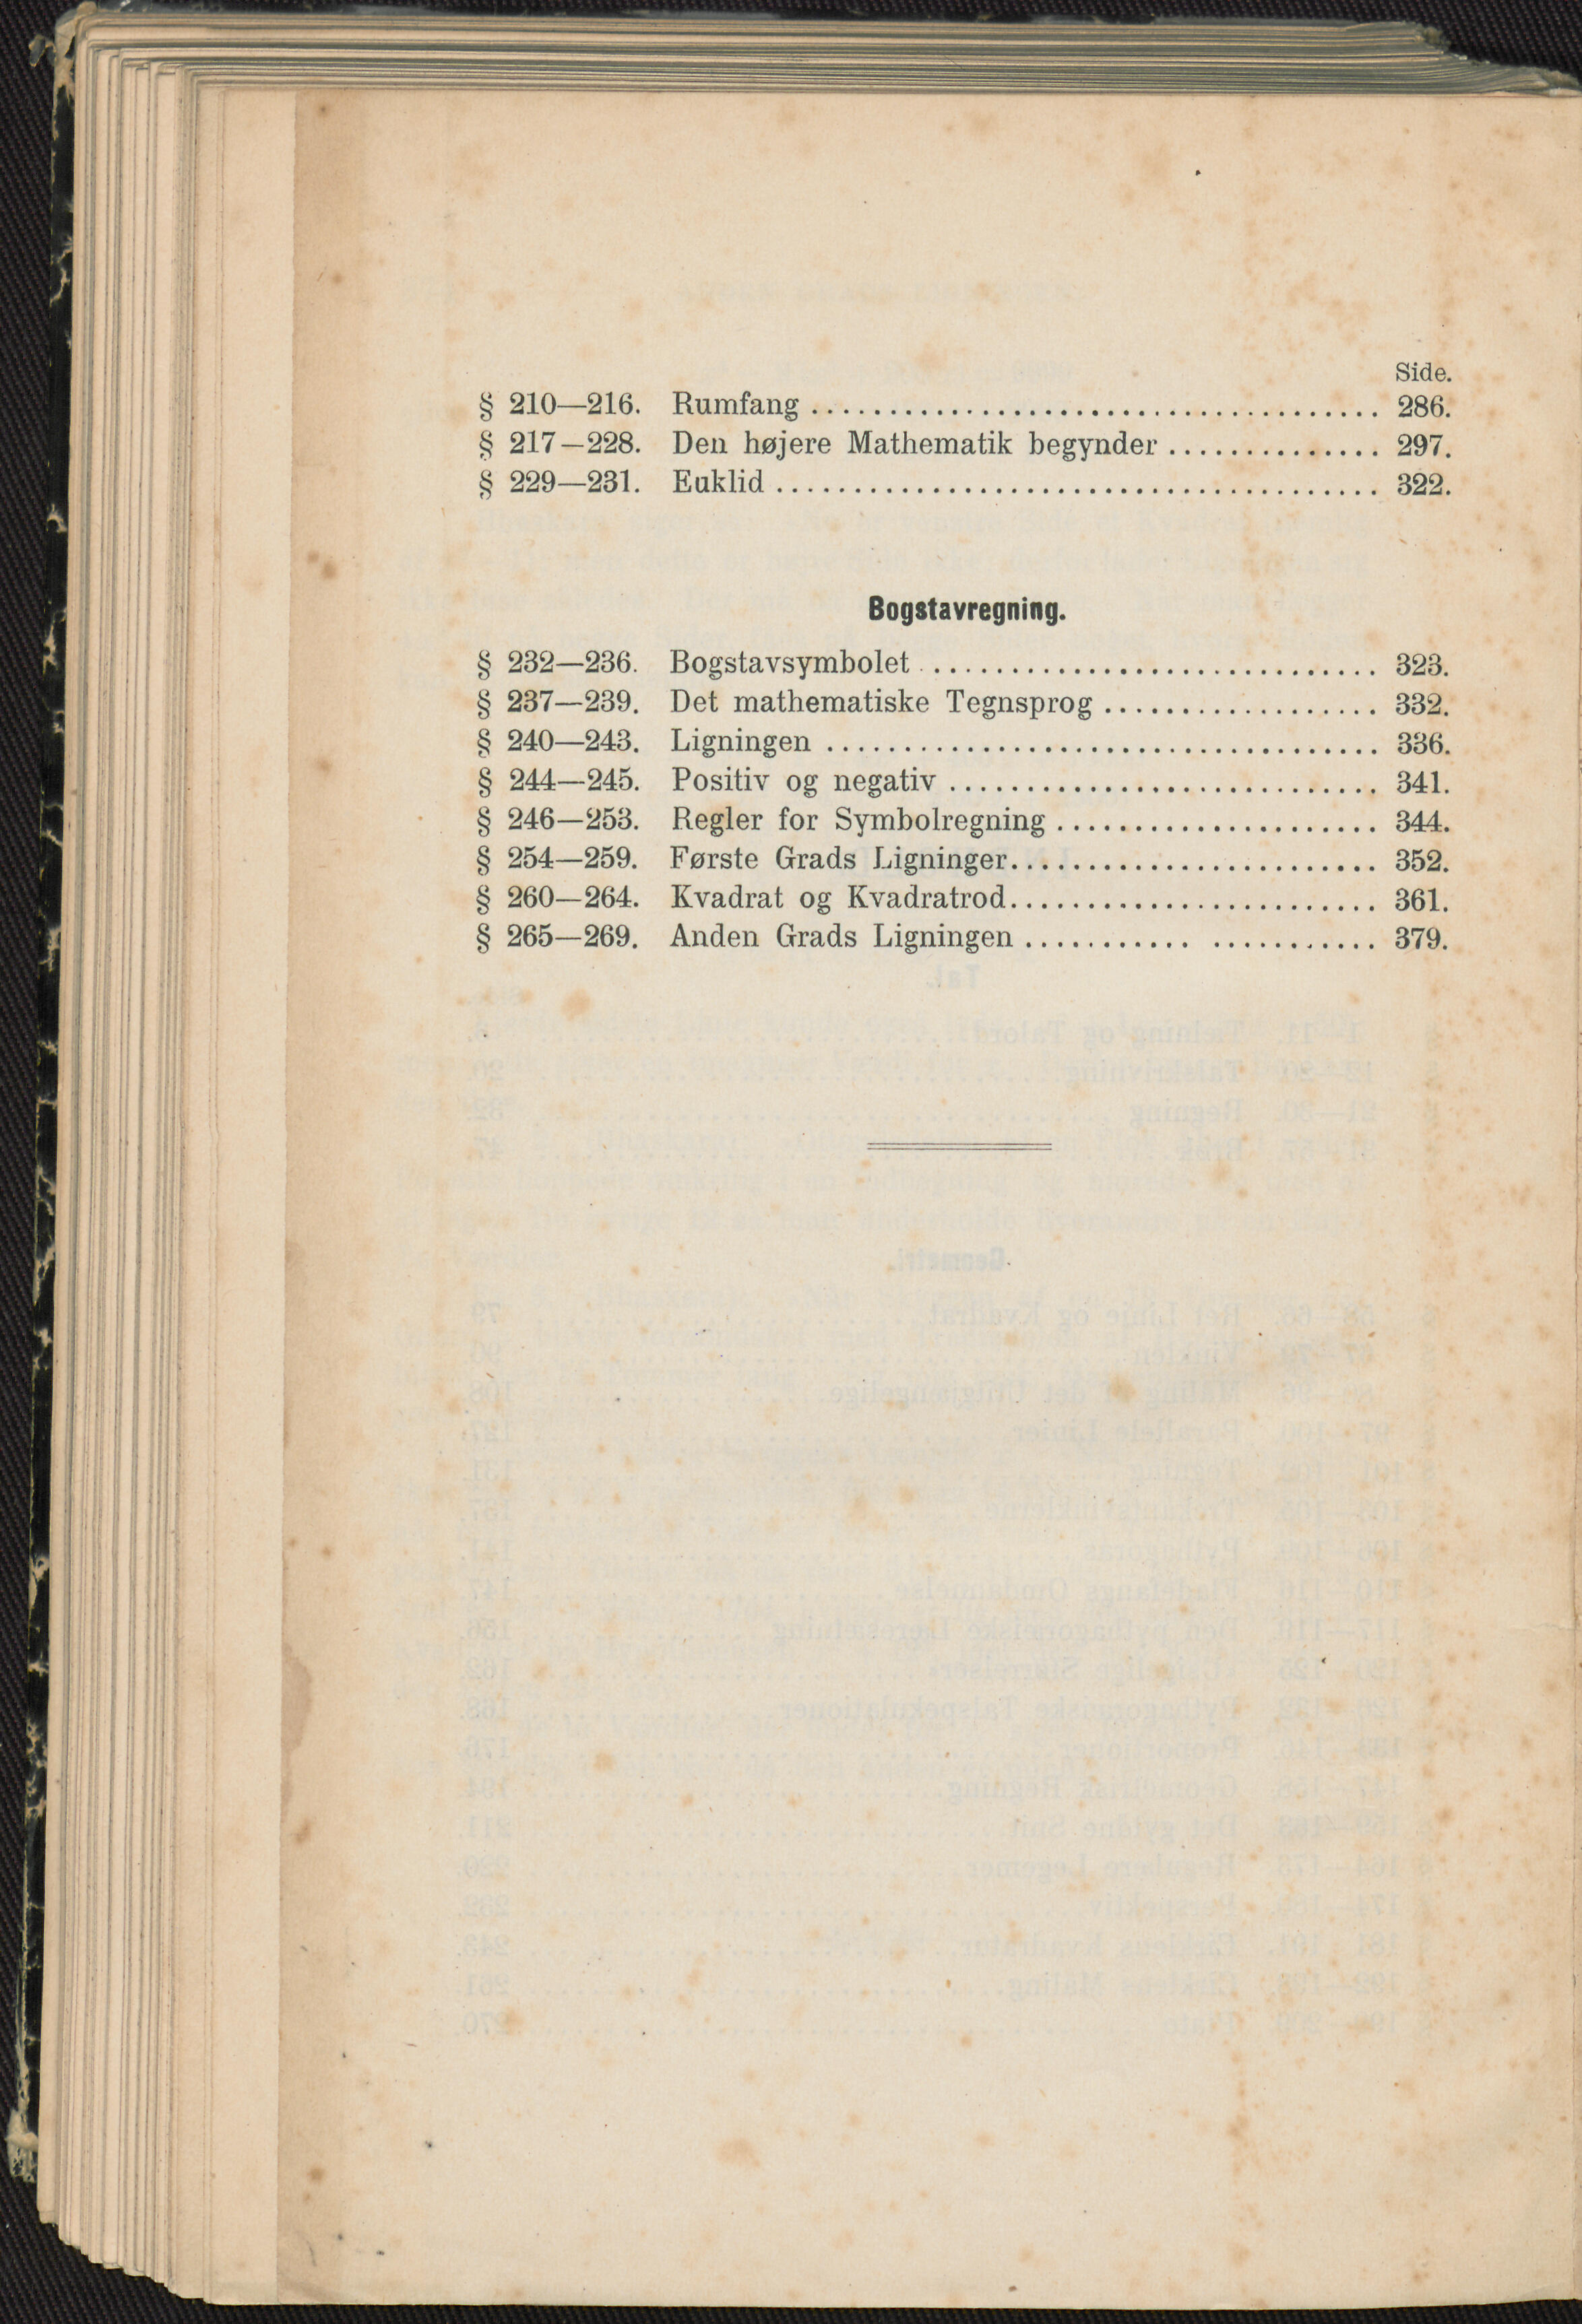 Side.
§ 210—216. Rumfang ..................................... 286.
§ 217—228. Den højere Mathematik begynder .............. 297.
§ 229—231. Euklid ....................................... 322.
Bogstavregning.
§ 232—236. Bogstavsymbolet .............................. 323.
§ 237—239. Det mathematiske Tegnsprog .................. 332.
§ 240—243. Ligningen .................................... 336.
§ 244—245. Positiv og negativ ............................ 341.
§ 246—253. Regler for Symbolregning ..................... 344.
§ 254—259. Første Grads Ligninger........................ 352.
§ 260—264. Kvadrat og Kvadratrod........................ 361.
§ 265—269. Anden Grads Ligningen ........... ........... 379.